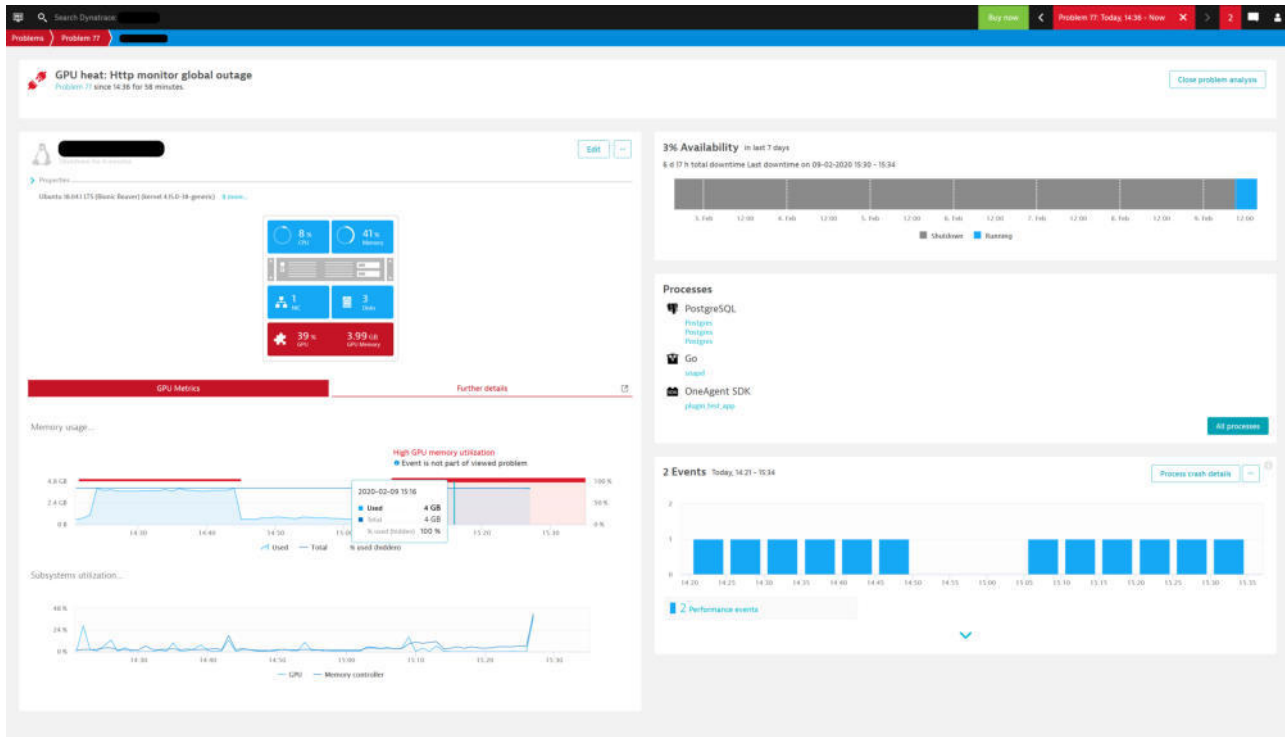 Search Dynatrace
Buy now
Problem 77: Today, 14:36 - Now
2
Problems
Problem 77
GPU heat: Http monitor global outage
Problem 77 since 14:36 for 58 minutes.
Close problem analysis
Edit
...
Properties
Ubuntu 18.04.1 LTS (Bionic Beaver) (kernel 4.15.0-38-generic)
8 %
CPU
41 %
Memory
1
NIC
3
Disks
39 %
GPU
3.99 GB
GPU Memory
GPU Metrics
Further details
Memory usage...
High GPU memory utilization
Event is not part of viewed problem
4.8 GB
2.4 GB
0 B
100 %
50 %
0 %
2020-02-09 15:16
Used 4 GB
Total 4 GB
% used (hidden) 100 %
14:30 14:40 14:50 15:20 15:30
Used Total % used (hidden)
Subsystems utilization...
48 %
24 %
0 %
14:30 14:40 14:50 15:00 15:10 15:20 15:30
GPU Memory controller
3% Availability in last 7 days
6 d 17 h total downtime Last downtime on 09-02-2020 15:30 - 15:34
3. Feb 12:00 4. Feb 12:00 5. Feb 12:00 6. Feb 12:00 7. Feb 12:00 8. Feb 12:00 9. Feb 12:00
Shutdown Running
Processes
PostgreSQL
Postgres
Postgres
Postgres
Go
OneAgent SDK
plugin_test_app
All processes
2 Events Today, 14:21 - 15:34
Process crash details
...
2
1
0
14:20 14:25 14:30 14:35 14:40 14:45 14:50 14:55 15:00 15:05 15:10 15:15 15:20 15:25 15:30 15:35
2 Performance events